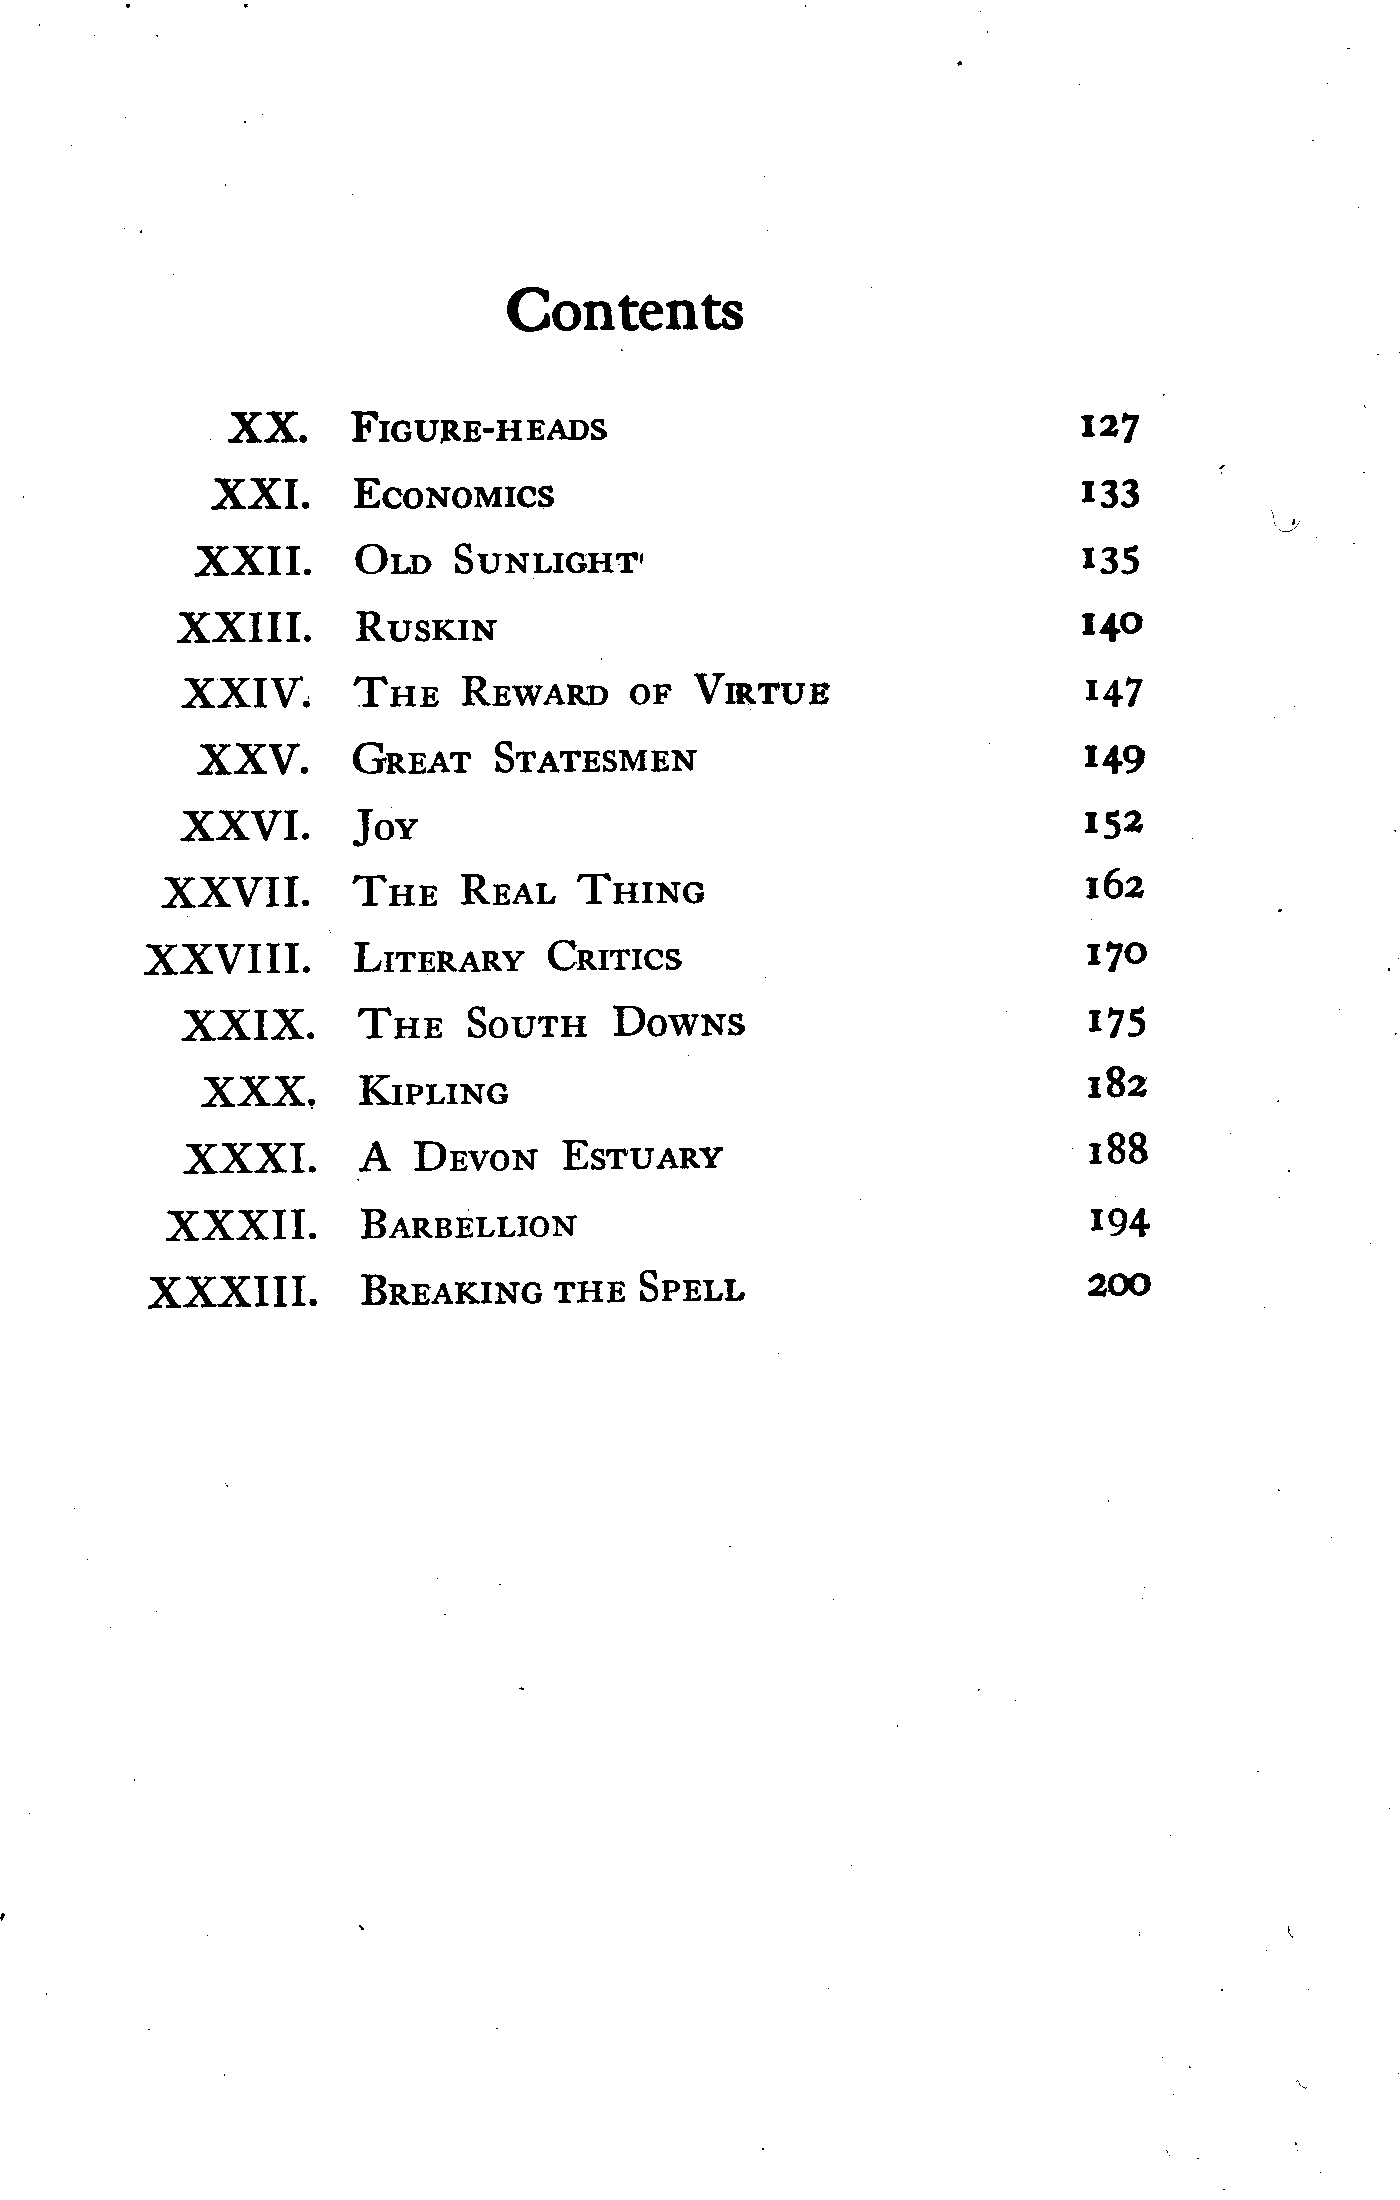 Contents
XX. Figure-heads 127
XXI. Economics 133
XXII. Old Sunlight 135
XXIII. Ruskin 140
XXIV. The Reward of Virtue 147
XXV. Great Statesmen 149
XXVI. Joy 152
XXVII. The Real Thing 162
XXVIII. Literary Critics 170
XXIX. The South Downs 175
XXX. Kipling 182
XXXI. A Devon Estuary 188
XXXII. Barbellion 194
XXXIII. Breaking the Spell 200